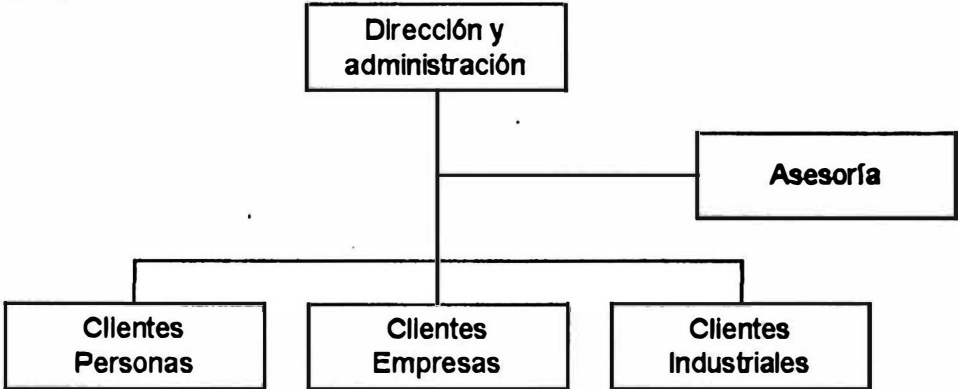 Dirección y
administración
Asesoría
Clientes
Personas
Clientes
Empresas
Clientes
Industriales